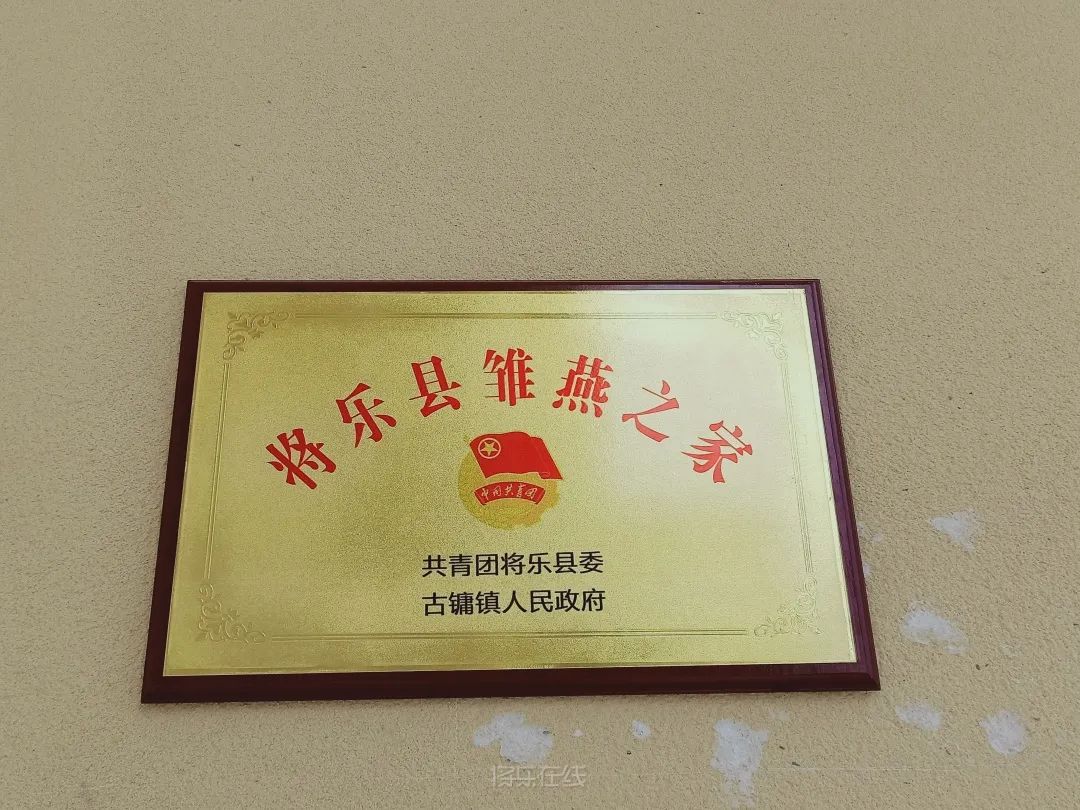 将乐县雏燕之家
中国共青团
共青团将乐县委
古镛镇人民政府
将乐在线